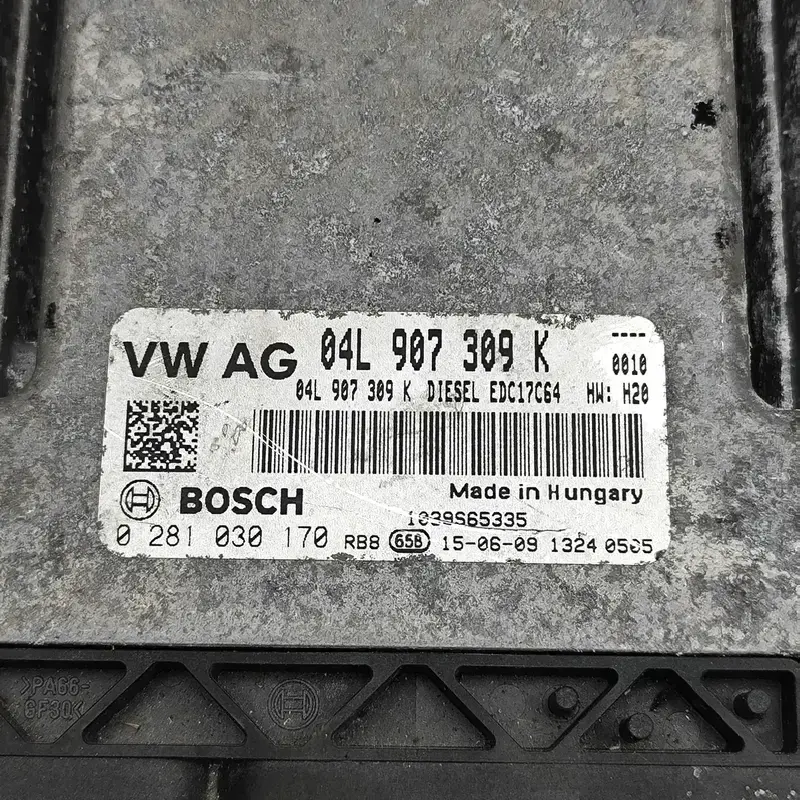 VW AG 04L 907 309 K ----
0010
04L 907 309 K DIESEL EDC17C64 HW: H20
BOSCH Made in Hungary
1039S65335
0 281 030 170 RB8 65B 15-06-09 1324 0565
>PA66-
GF30<